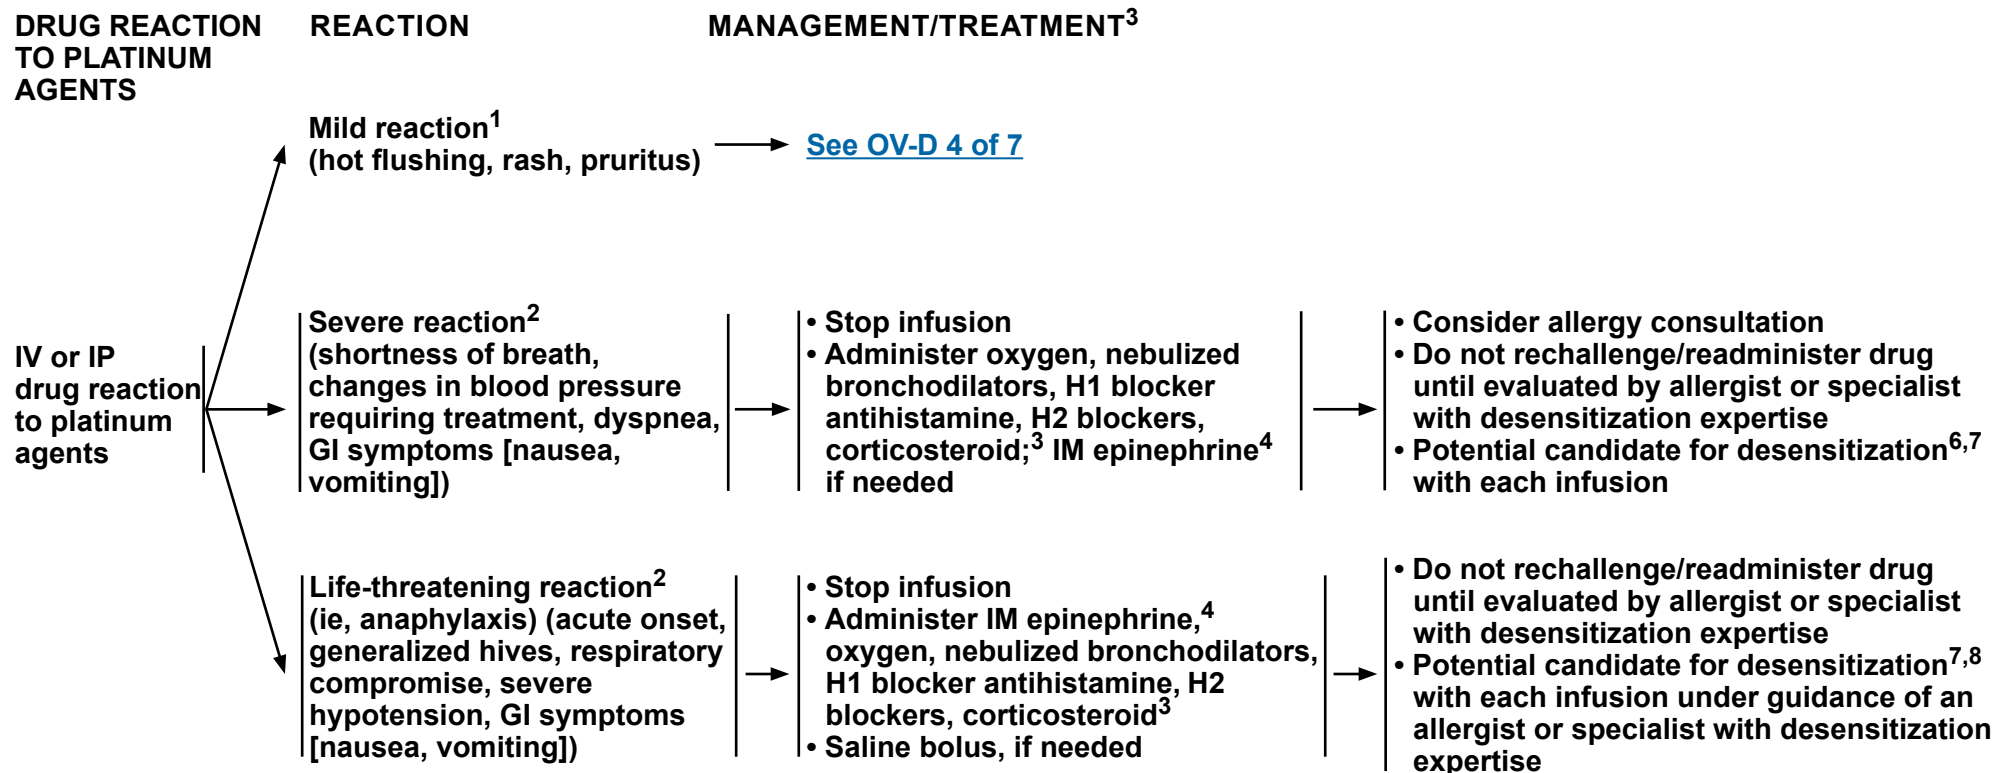 DRUG REACTION
TO PLATINUM
AGENTS
REACTION
MANAGEMENT/TREATMENT3
Mild reaction1
(hot flushing, rash, pruritus)
See OV-D 4 of 7
IV or IP
drug reaction
to platinum
agents
Severe reaction2
(shortness of breath,
changes in blood pressure
requiring treatment, dyspnea,
GI symptoms [nausea,
vomiting])
• Stop infusion
• Administer oxygen, nebulized
bronchodilators, H1 blocker
antihistamine, H2 blockers,
corticosteroid;3 IM epinephrine4
if needed
• Consider allergy consultation
• Do not rechallenge/readminister drug
until evaluated by allergist or specialist
with desensitization expertise
• Potential candidate for desensitization6,7
with each infusion
Life-threatening reaction2
(ie, anaphylaxis) (acute onset,
generalized hives, respiratory
compromise, severe
hypotension, GI symptoms
[nausea, vomiting])
• Stop infusion
• Administer IM epinephrine,4
oxygen, nebulized bronchodilators,
H1 blocker antihistamine, H2
blockers, corticosteroid3
• Saline bolus, if needed
• Do not rechallenge/readminister drug
until evaluated by allergist or specialist
with desensitization expertise
• Potential candidate for desensitization7,8
with each infusion under guidance of an
allergist or specialist with desensitization
expertise